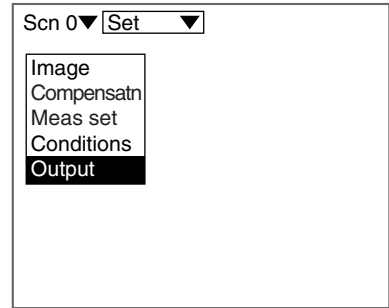 Scn 0▼ Set ▼
Image
Compensatn
Meas set
Conditions
Output